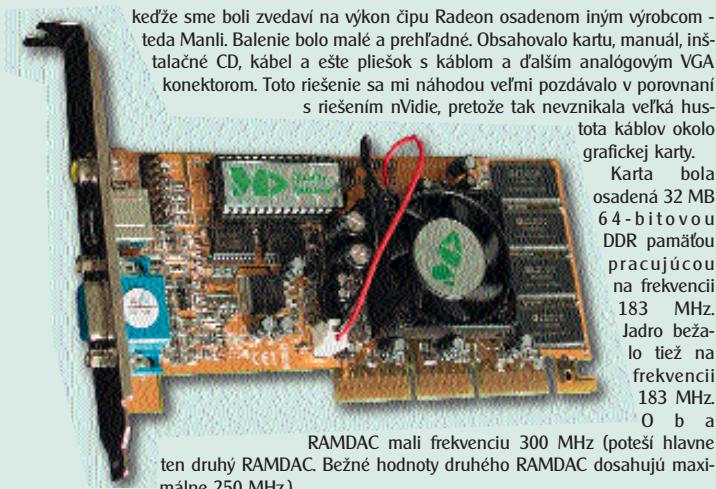 keďže sme boli zvedaví na výkon čipu Radeon osadenom iným výrobcom -
teda Manli. Balenie bolo malé a prehľadné. Obsahovalo kartu, manuál, inš-
talačné CD, kábel a ešte pliešok s káblom a ďalším analógovým VGA
konektorom. Toto riešenie sa mi náhodou veľmi pozdávalo v porovnaní
s riešením nVidie, pretože tak nevznikala veľká hus-
tota káblov okolo
grafickej karty.
Karta bola
osadená 32 MB
64-bitovou
DDR pamäťou
pracujúcou
na frekvencii
183 MHz.
Jadro beža-
lo tiež na
frekvencii
183 MHz.
Oba
RAMDAC mali frekvenciu 300 MHz (poteší hlavne
ten druhý RAMDAC. Bežné hodnoty druhého RAMDAC dosahujú maxi-
málne 250 MHz.)